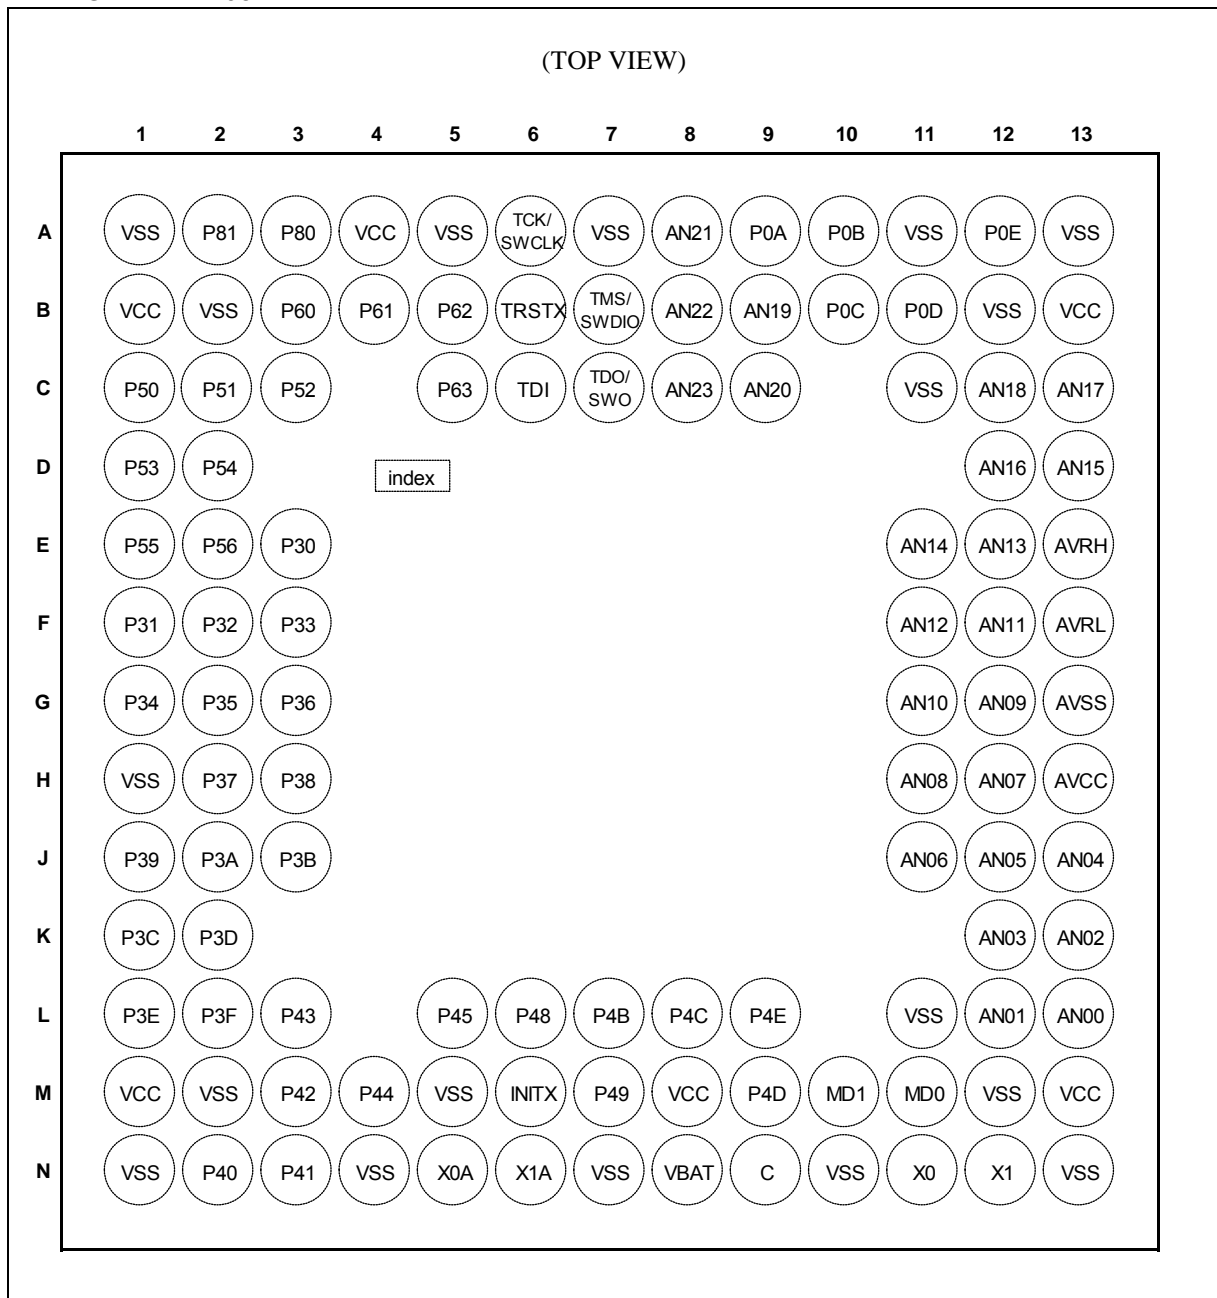 (TOP VIEW)
1 2 3 4 5 6 7 8 9 10 11 12 13
A VSS P81 P80 VCC VSS TCK/ SWCLK VSS AN21 P0A P0B VSS P0E VSS
B VCC VSS P60 P61 P62 TRSTX TMS/ SWDIO AN22 AN19 P0C P0D VSS VCC
C P50 P51 P52 P63 TDI TDO/ SWO AN23 AN20 VSS AN18 AN17
D P53 P54 index AN16 AN15
E P55 P56 P30 AN14 AN13 AVRH
F P31 P32 P33 AN12 AN11 AVRL
G P34 P35 P36 AN10 AN09 AVSS
H VSS P37 P38 AN08 AN07 AVCC
J P39 P3A P3B AN06 AN05 AN04
K P3C P3D AN03 AN02
L P3E P3F P43 P45 P48 P4B P4C P4E VSS AN01 AN00
M VCC VSS P42 P44 VSS INITX P49 VCC P4D MD1 MD0 VSS VCC
N VSS P40 P41 VSS X0A X1A VSS VBAT C VSS X0 X1 VSS